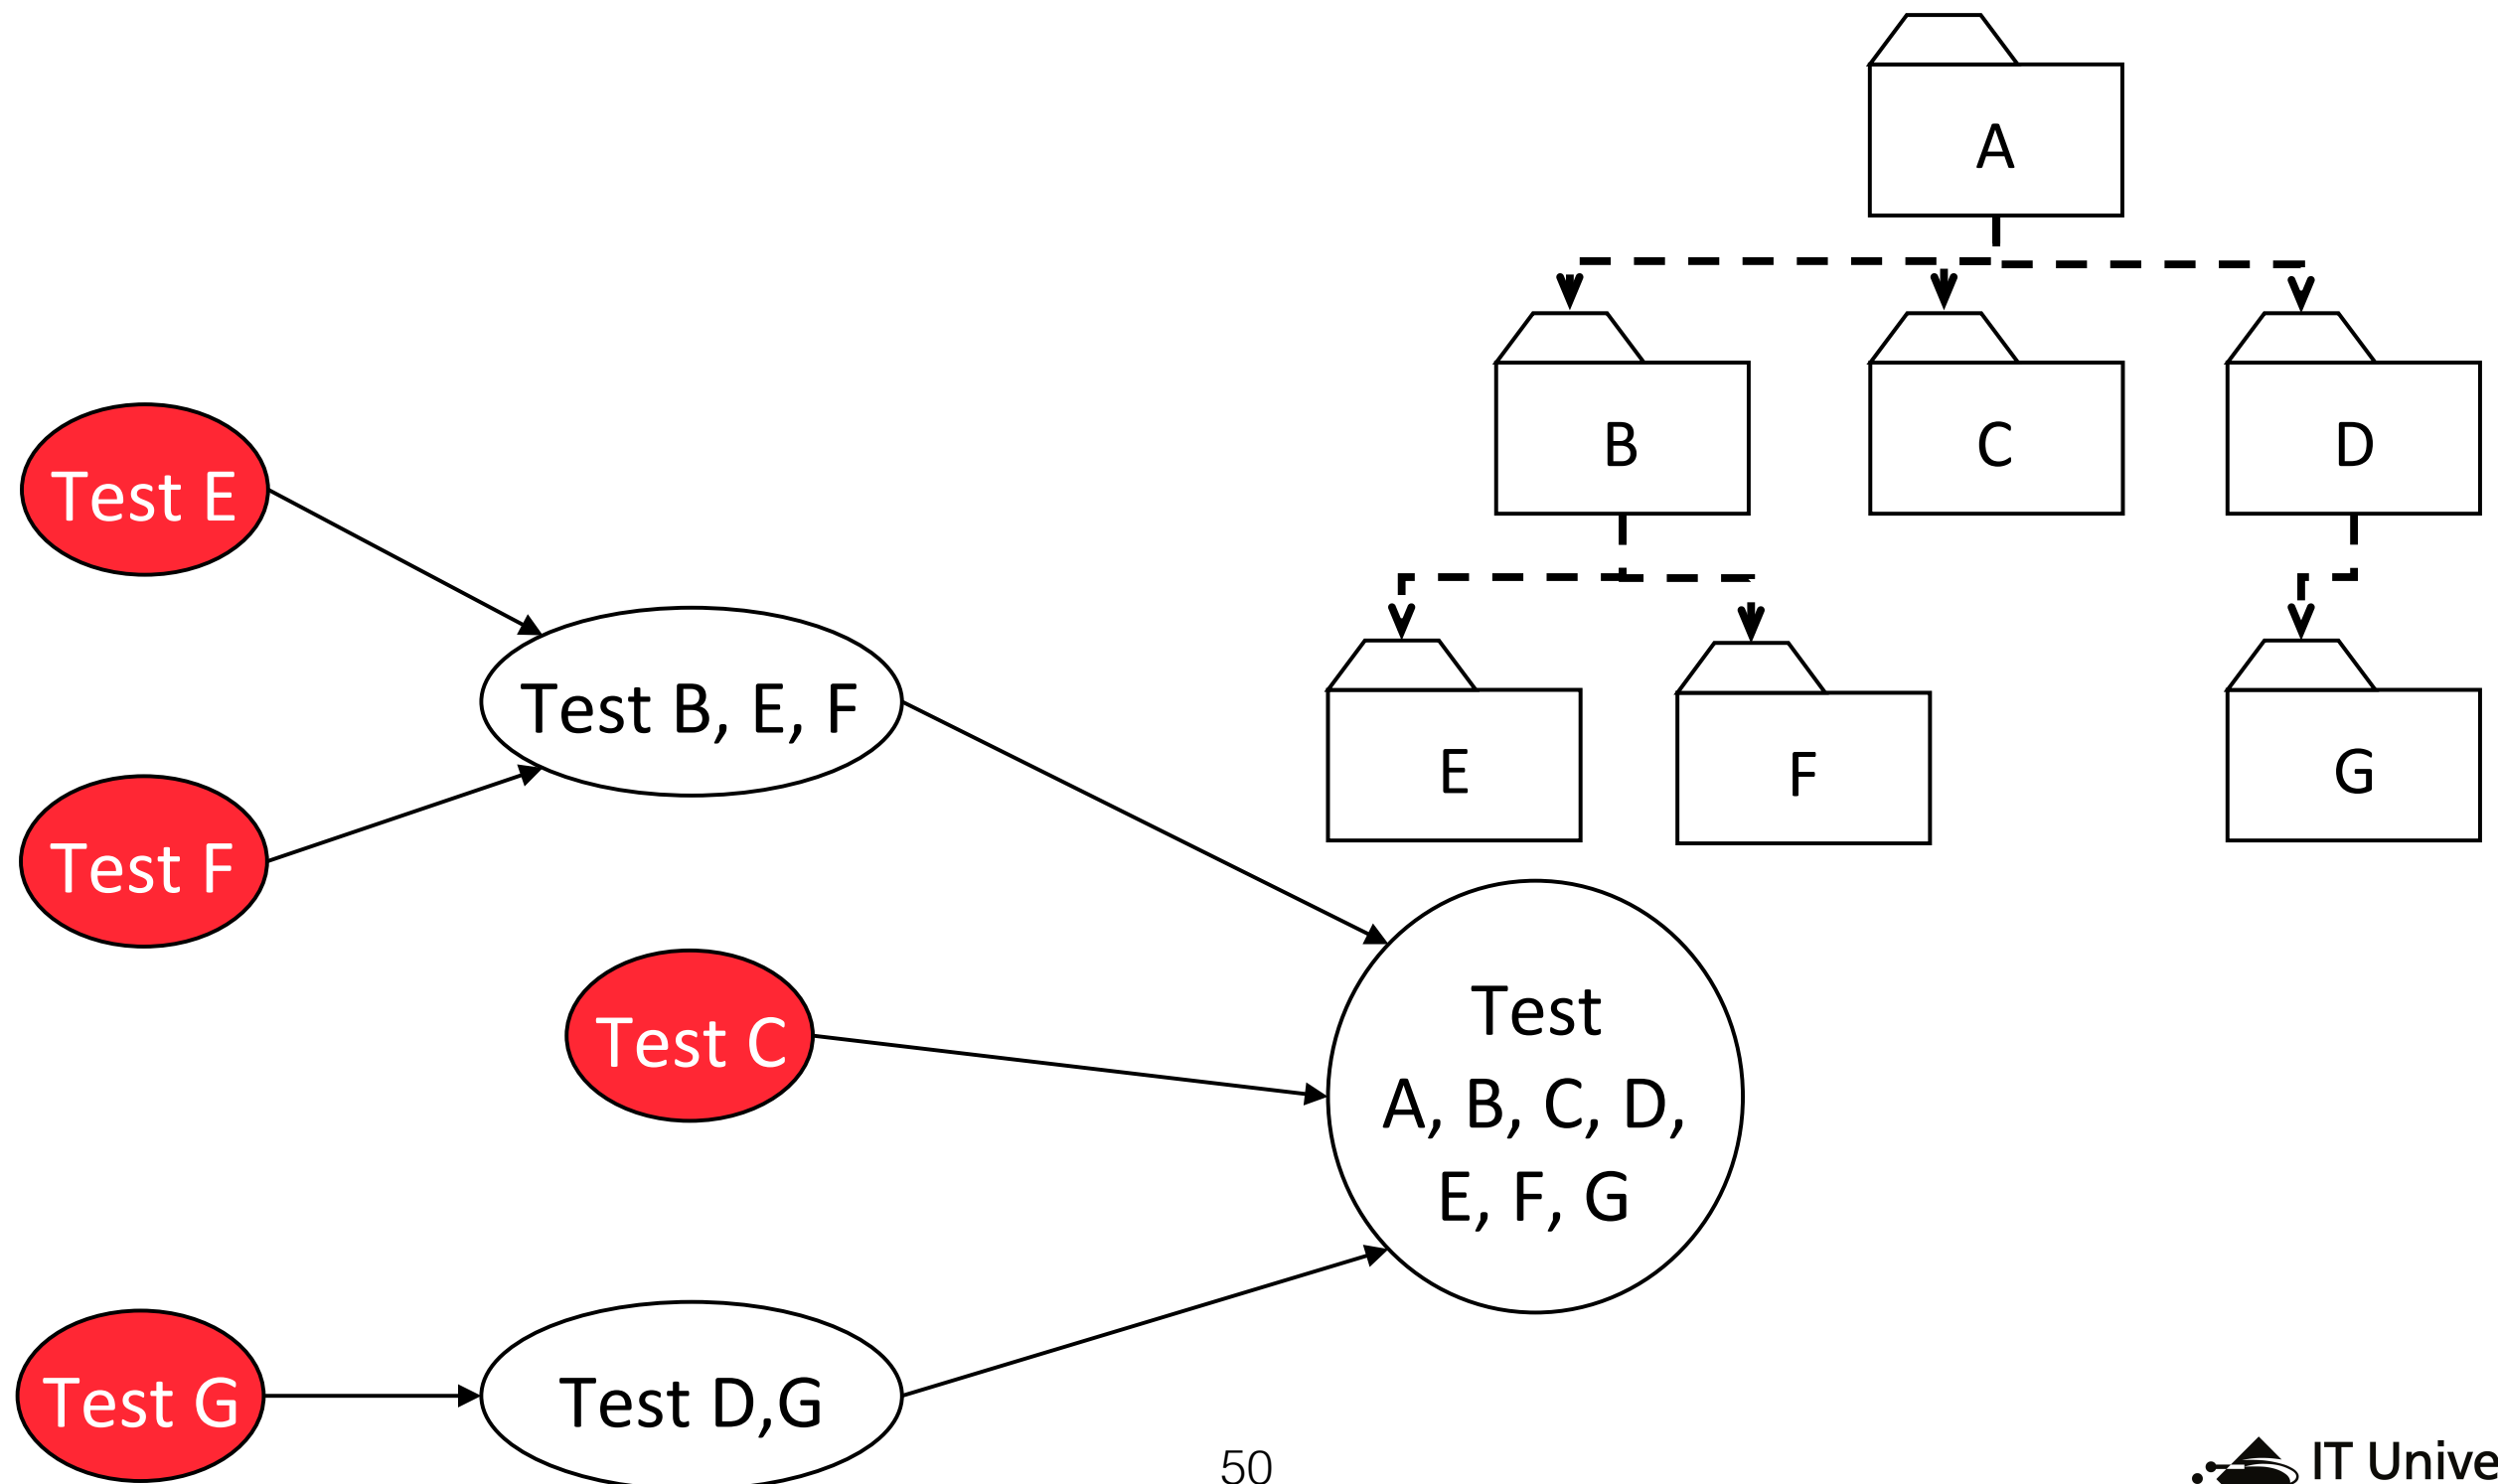 A
B
C
D
E
F
G
Test E
Test B, E, F
Test F
Test C
Test
A, B, C, D,
E, F, G
Test G
Test D,G
50
IT Unive